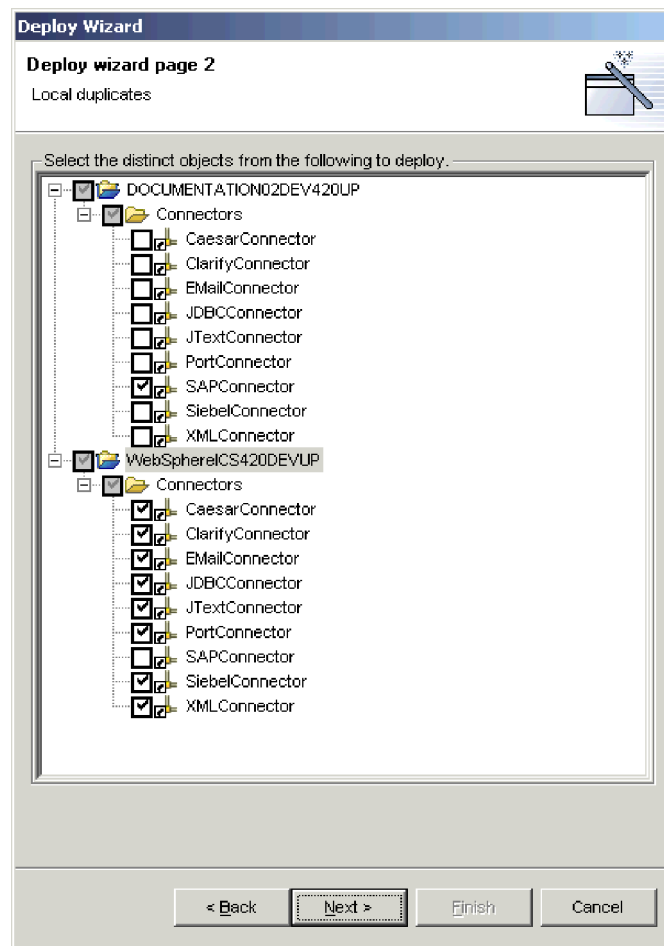 Deploy Wizard
Deploy wizard page 2
Local duplicates
Select the distinct objects from the following to deploy.
DOCUMENTATION02DEV420UP
Connectors
CaesarConnector
ClarifyConnector
EMailConnector
JDBCConnector
JTextConnector
PortConnector
SAPConnector
SiebelConnector
XMLConnector
WebSphereICS420DEVUP
Connectors
CaesarConnector
ClarifyConnector
EMailConnector
JDBCConnector
JTextConnector
PortConnector
SAPConnector
SiebelConnector
XMLConnector
< Back Next > Finish Cancel